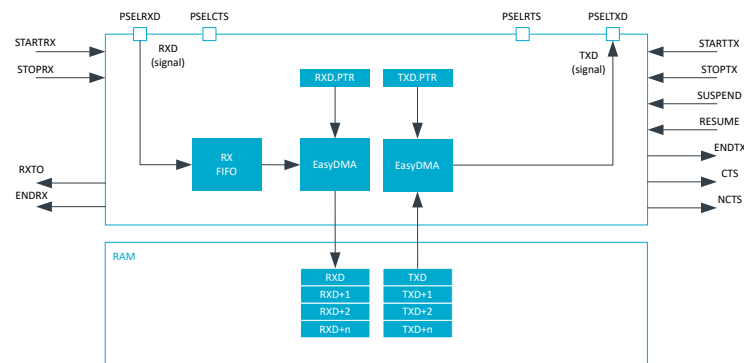 PSELRXD PSELCTS PSELRTS PSELTXD
STARTRX RXD TXD STARTTX
(signal) (signal)
STOPRX RXD.PTR TXD.PTR STOPTX
SUSPEND
RESUME
RX
FIFO EasyDMA EasyDMA
ENDTX
RXTO CTS
ENDRX NCTS
RAM
RXD TXD
RXD+1 TXD+1
RXD+2 TXD+2
RXD+n TXD+n